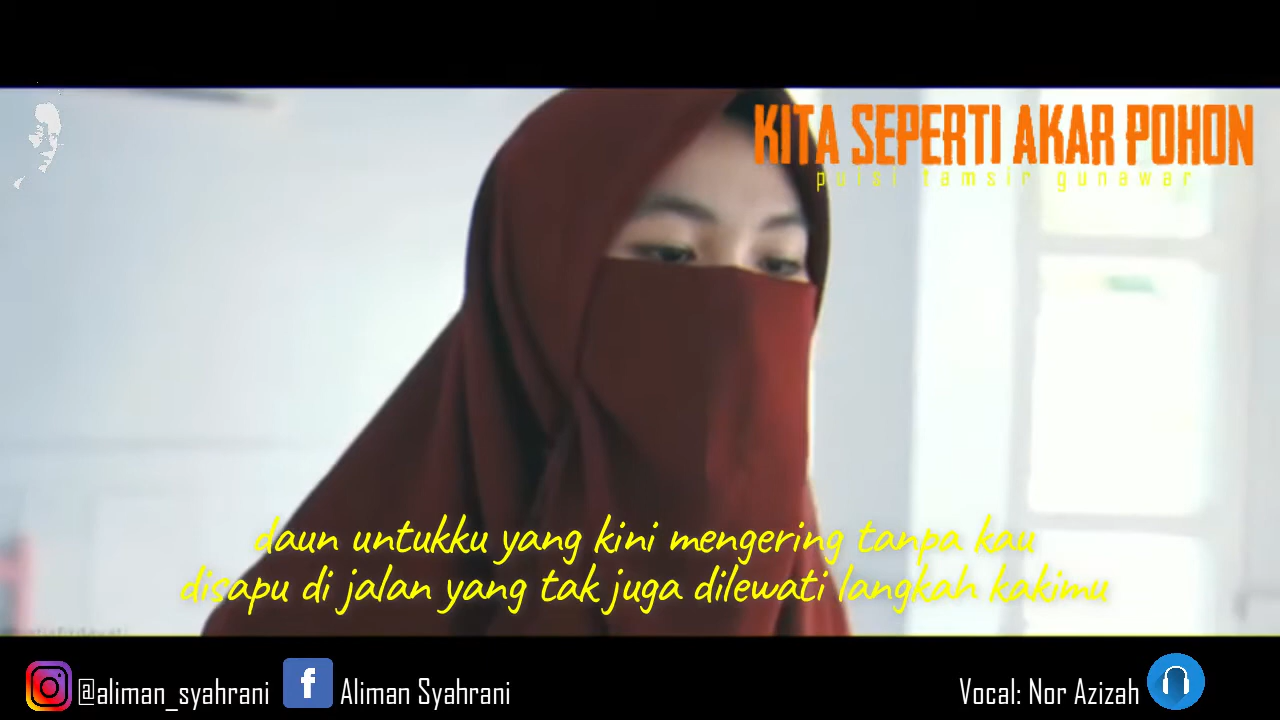 KITA SEPERTI AKAR POHON
puisi tamsir gunawar
daun untukku yang kini mengering tanpa kau
disapu di jalan yang tak juga dilewati langkah kakimu
@aliman_syahrani
f
Aliman Syahrani
Vocal: Nor Azizah